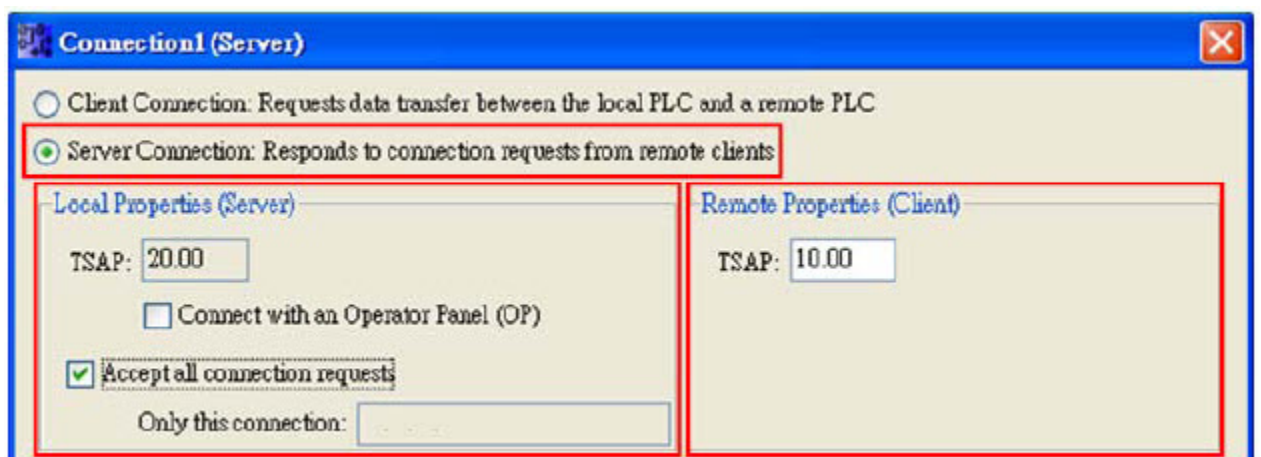 Connection1 (Server)
Client Connection: Requests data transfer between the local PLC and a remote PLC
Server Connection: Responds to connection requests from remote clients
Local Properties (Server)
TSAP: 20.00
Connect with an Operator Panel (OP)
Accept all connection requests
Only this connection: . . .
Remote Properties (Client)
TSAP: 10.00